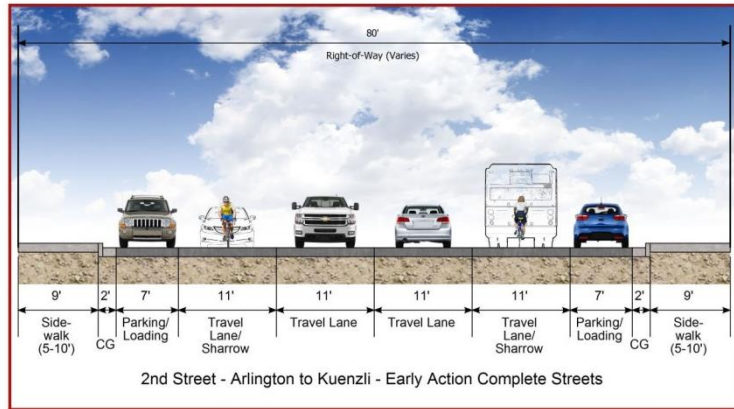 80'
Right-of-Way (Varies)
9' 2' 7' 11' 11' 11' 11' 7' 2' 9'
Side-
walk
(5-10')
CG
Parking/
Loading
Travel
Lane/
Sharrow
Travel Lane
Travel Lane
Travel
Lane/
Sharrow
Parking/
Loading
CG
Side-
walk
(5-10')
2nd Street - Arlington to Kuenzli - Early Action Complete Streets